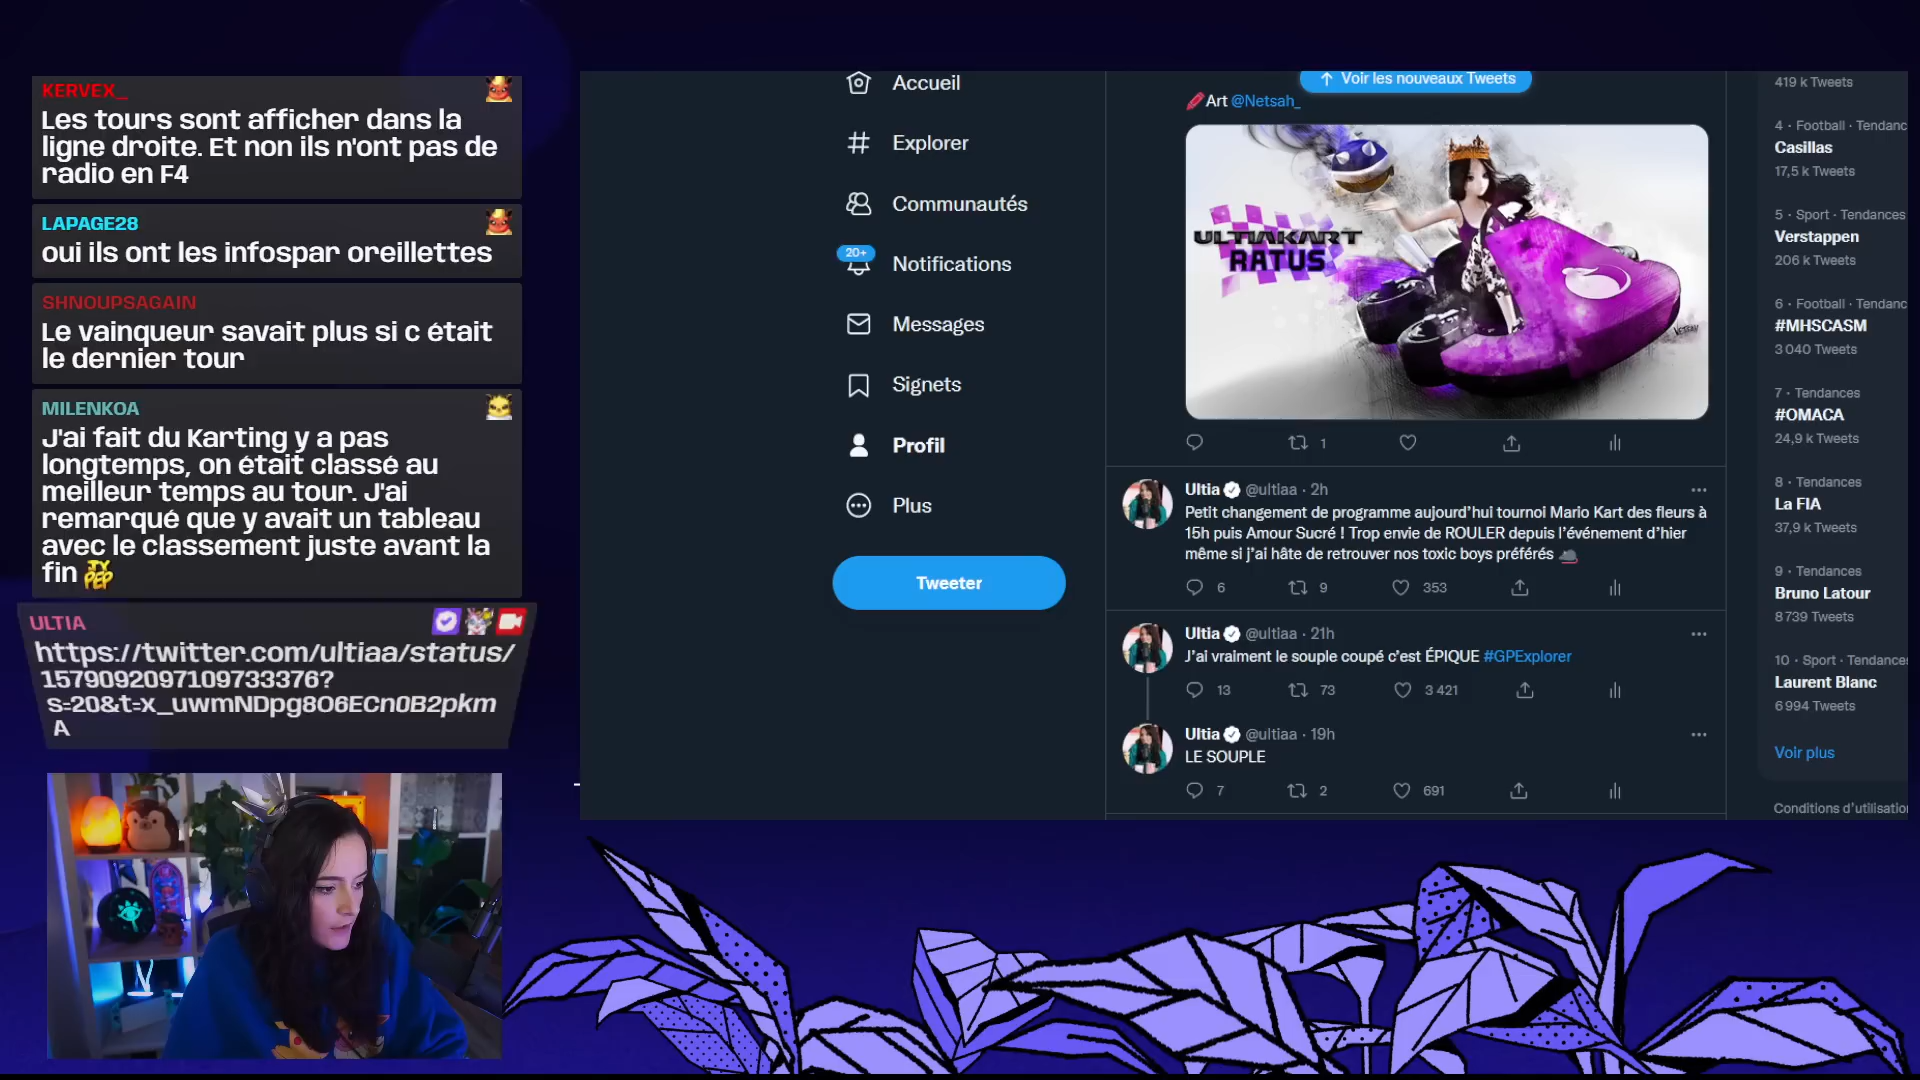 KERVEX_
Les tours sont afficher dans la
ligne droite. Et non ils n'ont pas de
radio en F4
LAPAGE28
oui ils ont les infospar oreillettes
SHNOUPSAGAIN
Le vainqueur savait plus si c était
le dernier tour
MILENKOA
J'ai fait du Karting y a pas
longtemps, on était classé au
meilleur temps au tour. J'ai
remarqué que y avait un tableau
avec le classement juste avant la
fin
ULTIA
https://twitter.com/ultiaa/status/
1579092097109733376?
s=20&t=x_uwmNDpg8O6ECn0B2pkm
A
Accueil
Explorer
Communautés
20+
Notifications
Messages
Signets
Profil
Plus
Tweeter
Voir les nouveaux Tweets
Art @Netsah_
ULTIAKART
RATUS
NETSAH
1
Ultia @ultiaa · 2h
Petit changement de programme aujourd'hui tournoi Mario Kart des fleurs à
15h puis Amour Sucré ! Trop envie de ROULER depuis l'événement d'hier
même si j'ai hâte de retrouver nos toxic boys préférés
6 9 353
Ultia @ultiaa · 21h
J'ai vraiment le souple coupé c'est ÉPIQUE #GPExplorer
13 73 3 421
Ultia @ultiaa · 19h
LE SOUPLE
7 2 691
419 k Tweets
4 · Football · Tendanc
Casillas
17,5 k Tweets
5 · Sport · Tendances
Verstappen
206 k Tweets
6 · Football · Tendanc
#MHSCASM
3 040 Tweets
7 · Tendances
#OMACA
24,9 k Tweets
8 · Tendances
La FIA
37,9 k Tweets
9 · Tendances
Bruno Latour
8 739 Tweets
10 · Sport · Tendance
Laurent Blanc
6 994 Tweets
Voir plus
Conditions d'utilisatio